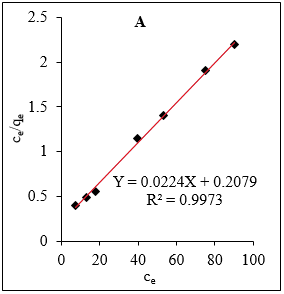 A
2.5
2
1.5
1
0.5
0
0 20 40 60 80 100
cₑ/qₑ
cₑ
Y = 0.0224X + 0.2079
R² = 0.9973